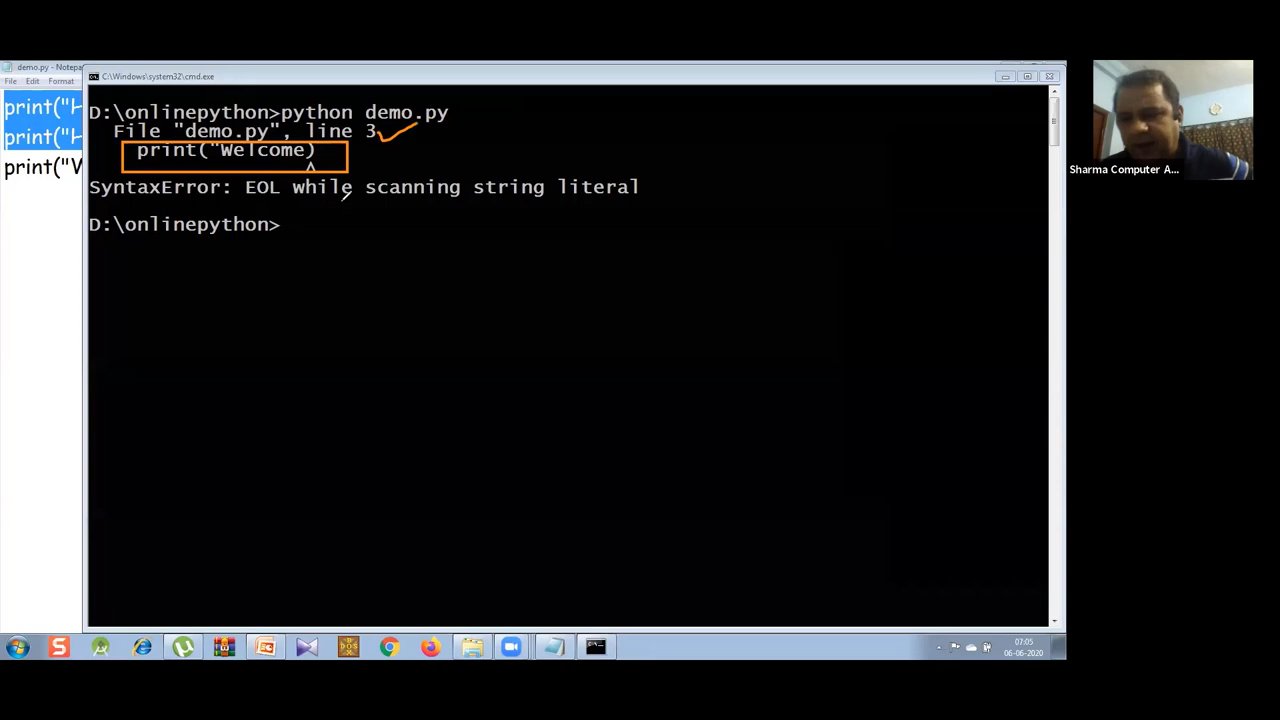 demo.py - Notepa
C:\Windows\system32\cmd.exe
File Edit Format
print("H
print("H
print("W
D:\onlinepython>python demo.py
File "demo.py", line 3
print("Welcome)
^
SyntaxError: EOL while scanning string literal
D:\onlinepython>
Sharma Computer A...
07:05
06-06-2020